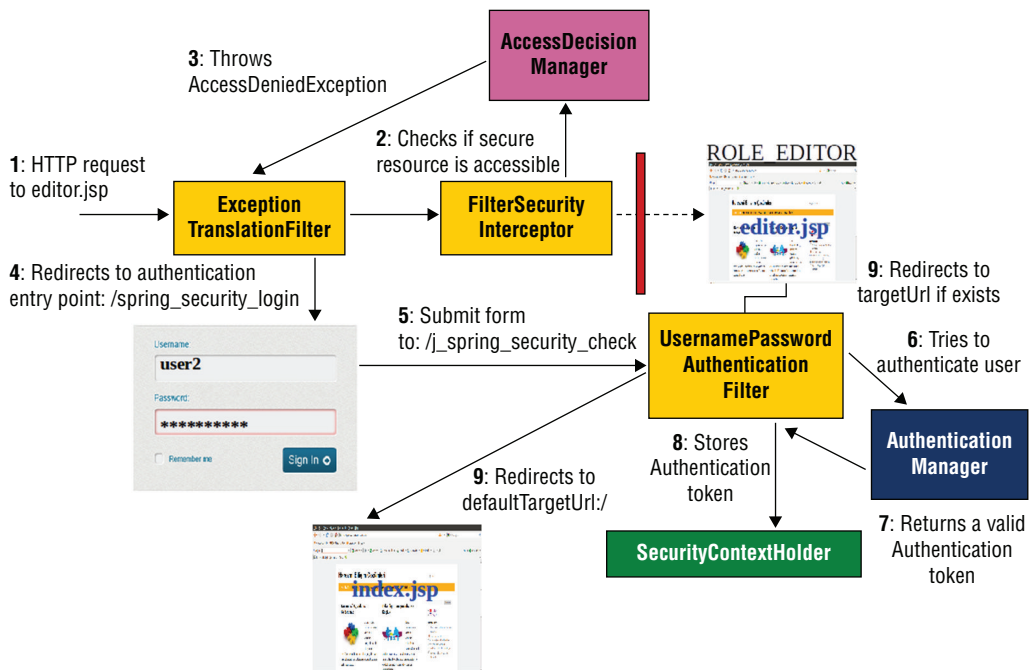 3: Throws
AccessDeniedException
AccessDecision
Manager
1: HTTP request
to editor.jsp
2: Checks if secure
resource is accessible
ROLE_EDITOR
Exception
TranslationFilter
FilterSecurity
Interceptor
editor.jsp
4: Redirects to authentication
entry point: /spring_security_login
9: Redirects to
targetUrl if exists
5: Submit form
to: /j_spring_security_check
UsernamePassword
Authentication
Filter
6: Tries to
authenticate user
Username
user2
Password:
**********
Remember me
Sign In
8: Stores
Authentication
token
Authentication
Manager
9: Redirects to
defaultTargetUrl:/
7: Returns a valid
Authentication
token
SecurityContextHolder
index.jsp